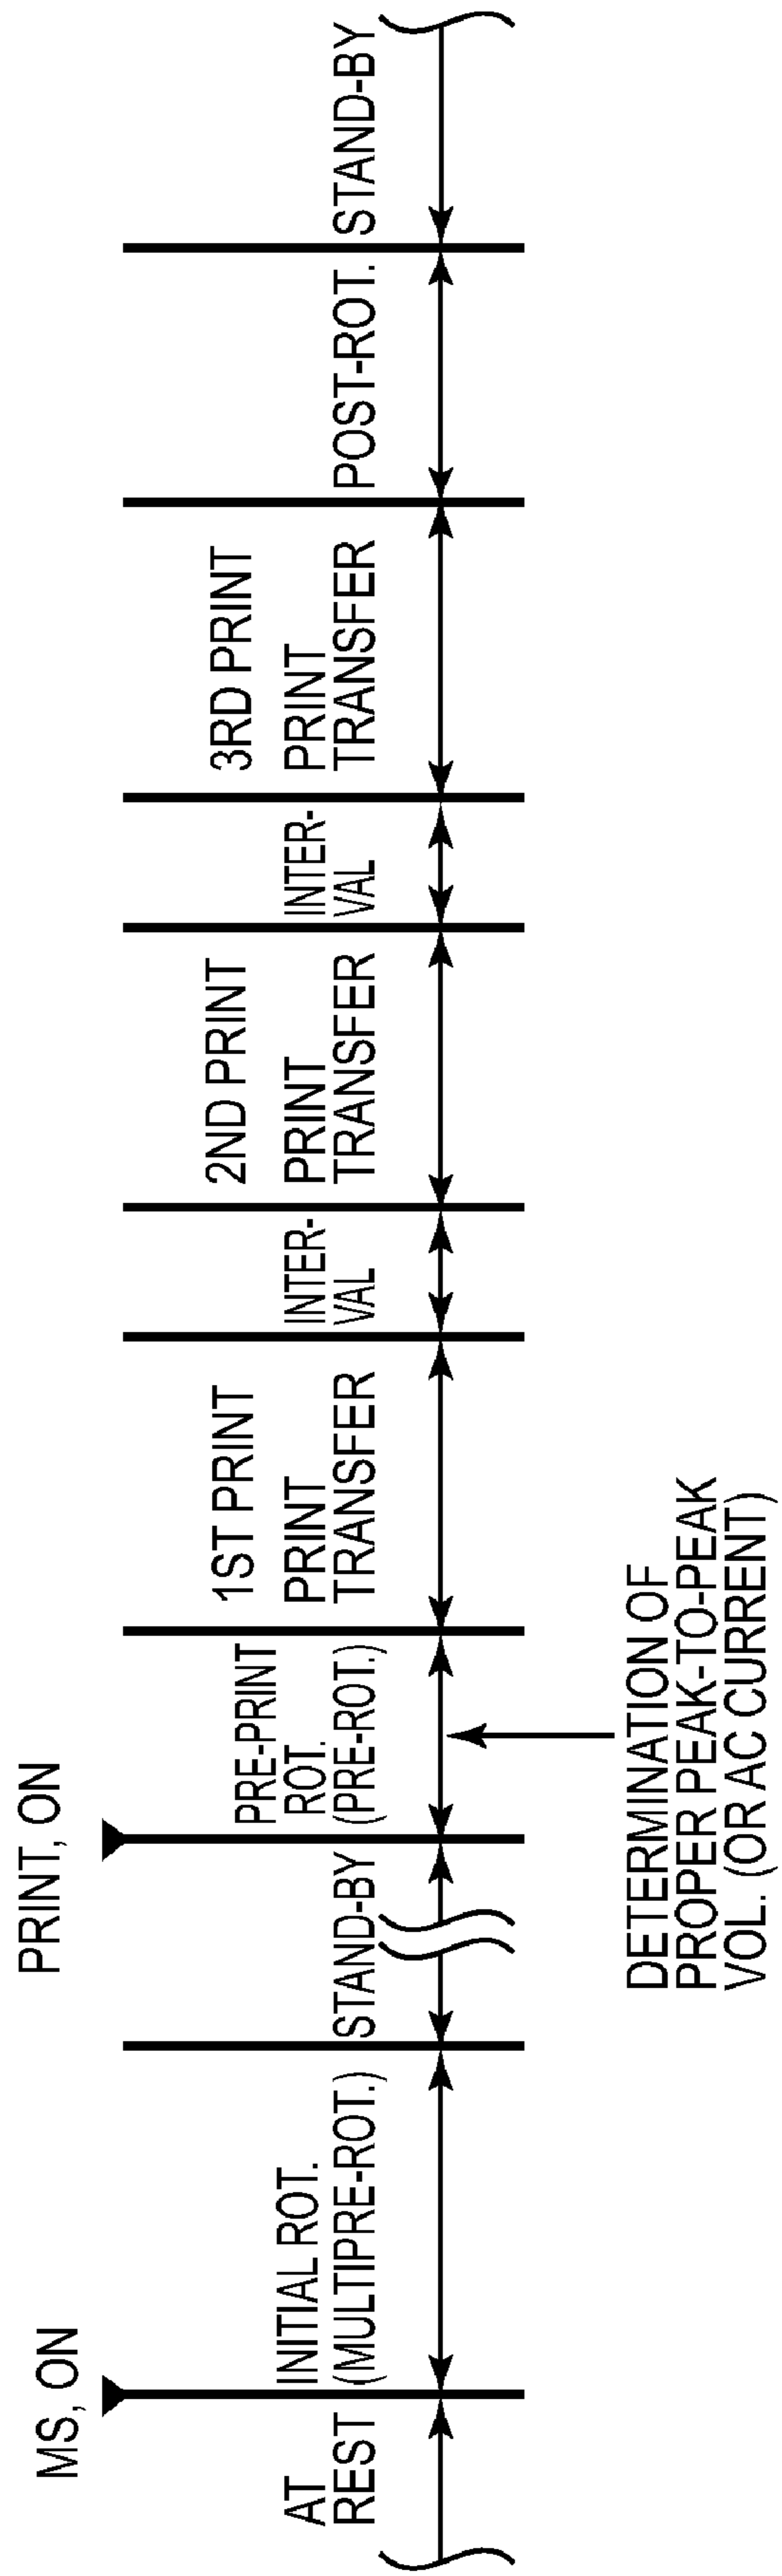 MS, ON
PRINT, ON
AT
REST
INITIAL ROT.
(MULTIPRE-ROT.)
STAND-BY
PRE-PRINT
ROT.
(PRE-ROT.)
1ST PRINT
PRINT
TRANSFER
INTER-
VAL
2ND PRINT
PRINT
TRANSFER
INTER-
VAL
3RD PRINT
PRINT
TRANSFER
POST-ROT.
STAND-BY
DETERMINATION OF
PROPER PEAK-TO-PEAK
VOL. (OR AC CURRENT)